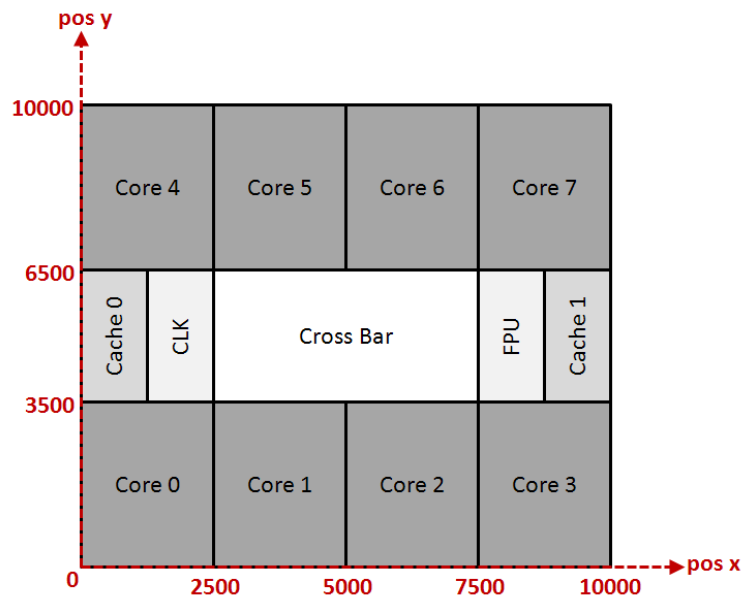 pos y
10000
Core 4
Core 5
Core 6
Core 7
6500
Cache 0
CLK
Cross Bar
FPU
Cache 1
3500
Core 0
Core 1
Core 2
Core 3
0
2500
5000
7500
10000
pos x